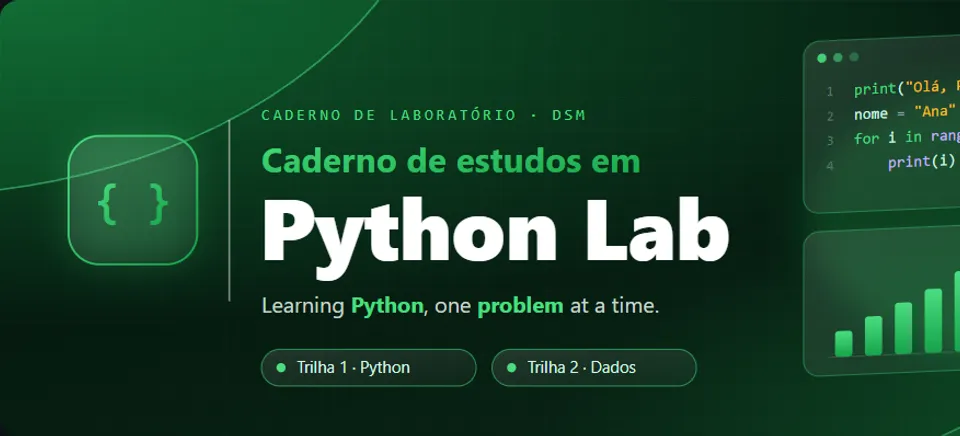 CADERNO DE LABORATÓRIO · DSM
Caderno de estudos em
Python Lab
Learning Python, one problem at a time.
Trilha 1 · Python
Trilha 2 · Dados
{ }
1 print("Olá,
2 nome = "Ana"
3 for i in rang
4 print(i)